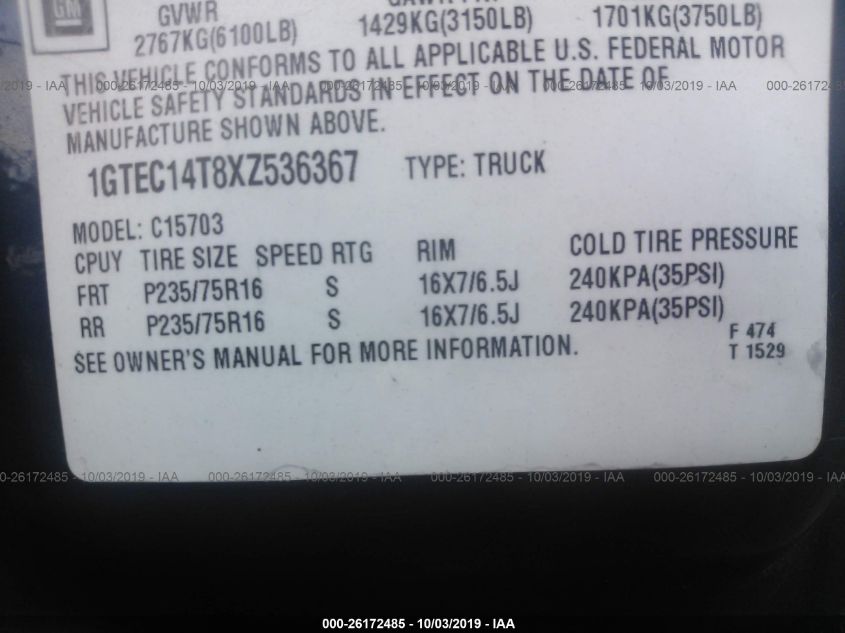 GM
GVWR
2767KG(6100LB)
1429KG(3150LB)
1701KG(3750LB)
THIS VEHICLE CONFORMS TO ALL APPLICABLE U.S. FEDERAL MOTOR
VEHICLE SAFETY STANDARDS IN EFFECT ON THE DATE OF
MANUFACTURE SHOWN ABOVE.
1GTEC14T8XZ536367 TYPE: TRUCK
MODEL: C15703
CPUY TIRE SIZE SPEED RTG RIM COLD TIRE PRESSURE
FRT P235/75R16 S 16X7/6.5J 240KPA(35PSI)
RR P235/75R16 S 16X7/6.5J 240KPA(35PSI)
SEE OWNER'S MANUAL FOR MORE INFORMATION.
F 474
T 1529
000-26172485 - 10/03/2019 - IAA